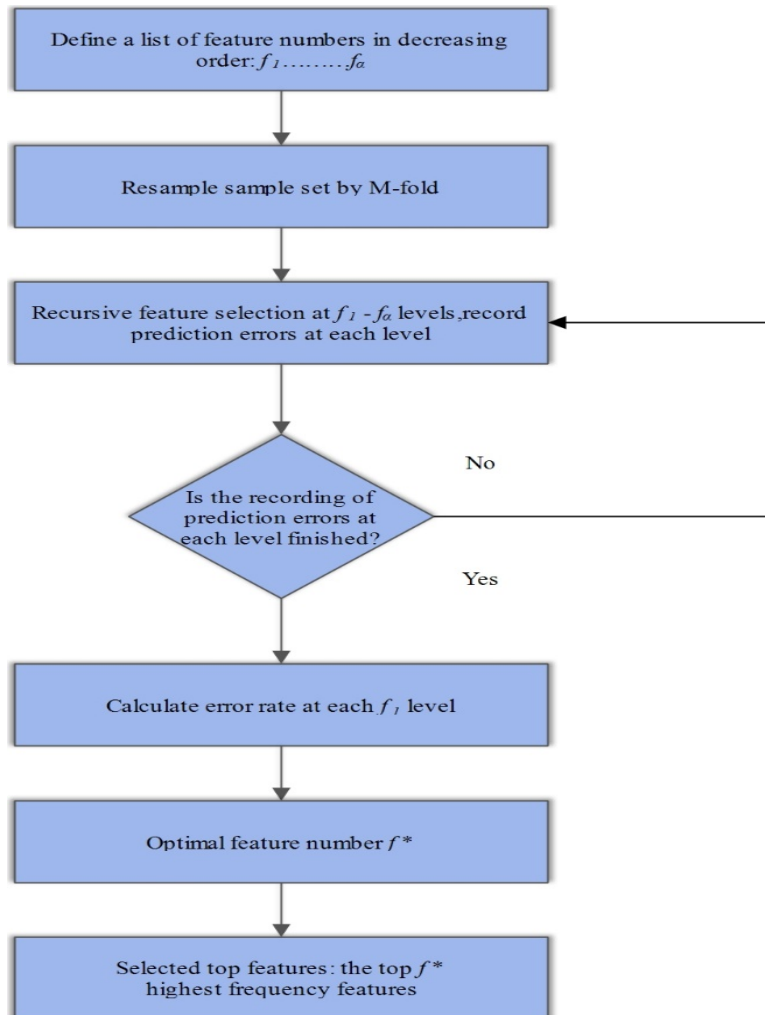 Define a list of feature numbers in decreasing
order: f₁.........fα
Resample sample set by M-fold
Recursive feature selection at f₁ - fα levels,record
prediction errors at each level
No
Is the recording of
prediction errors at
each level finished?
Yes
Calculate error rate at each f₁ level
Optimal feature number f *
Selected top features: the top f *
highest frequency features